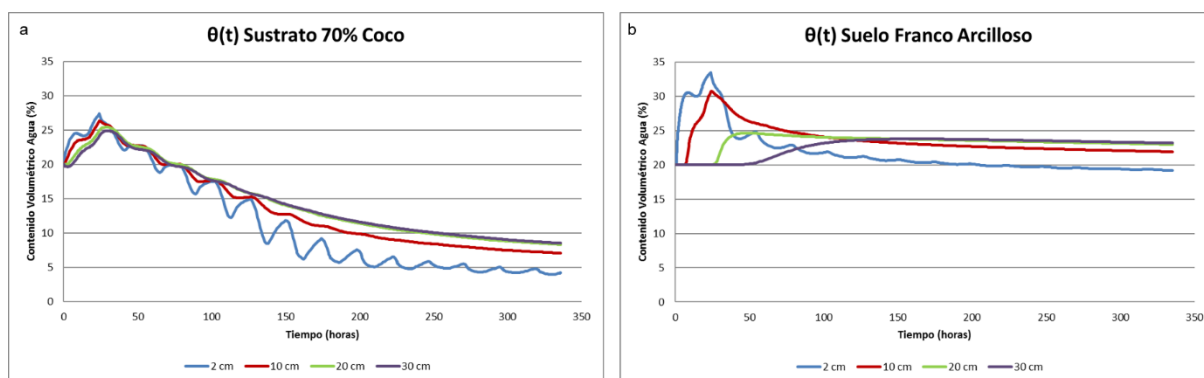 a
θ(t) Sustrato 70% Coco
Contenido Volumétrico Agua (%)
35
30
25
20
15
10
5
0
0 50 100 150 200 250 300 350
Tiempo (horas)
2 cm 10 cm 20 cm 30 cm
b
θ(t) Suelo Franco Arcilloso
Contenido Volumétrico Agua (%)
35
30
25
20
15
10
5
0
0 50 100 150 200 250 300 350
Tiempo (horas)
2 cm 10 cm 20 cm 30 cm